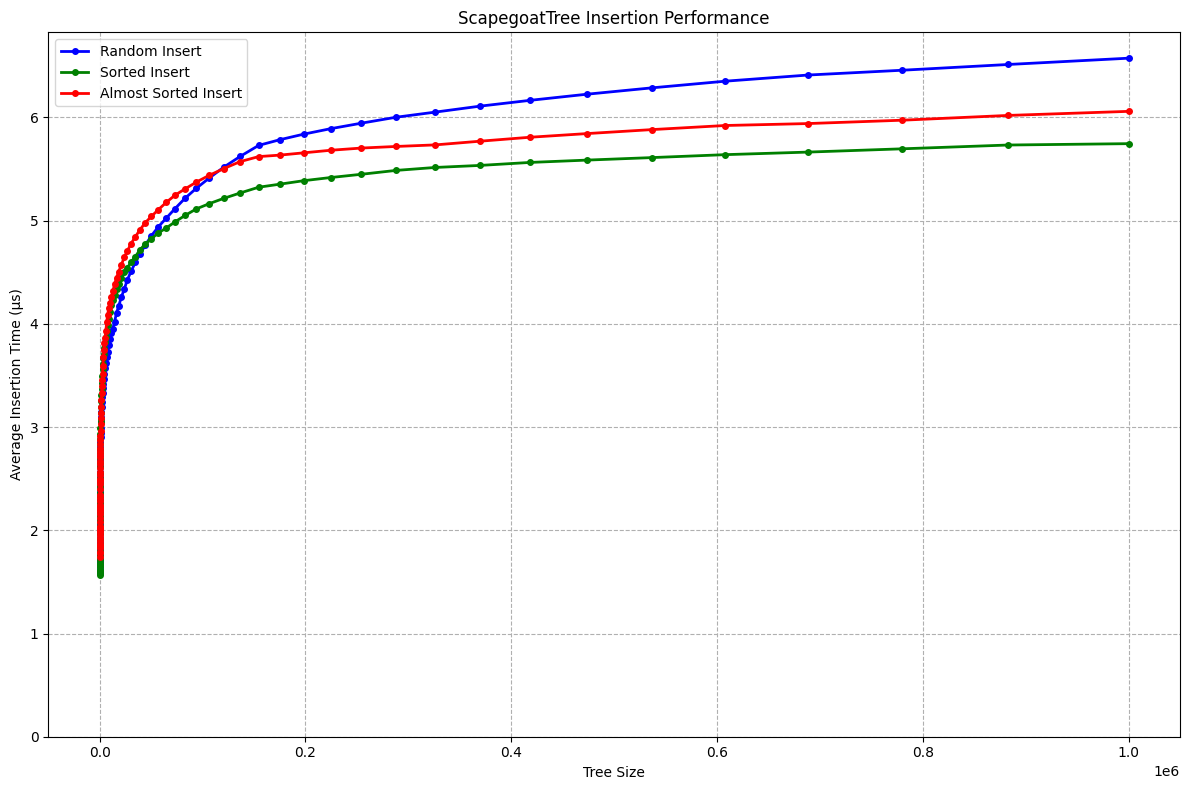 ScapegoatTree Insertion Performance
Random Insert
Sorted Insert
Almost Sorted Insert
Average Insertion Time (µs)
6
5
4
3
2
1
0
0.0 0.2 0.4 0.6 0.8 1.0
1e6
Tree Size